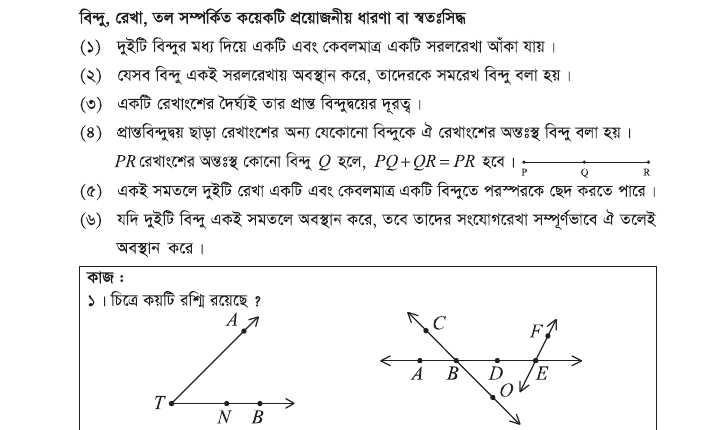 বিন্দু, রেখা, তল সম্পর্কিত কয়েকটি প্রয়োজনীয় ধারণা বা স্বতঃসিদ্ধ
(১) দুইটি বিন্দুর মধ্য দিয়ে একটি এবং কেবলমাত্র একটি সরলরেখা আঁকা যায় ।
(২) যেসব বিন্দু একই সরলরেখায় অবস্থান করে, তাদেরকে সমরেখ বিন্দু বলা হয় ।
(৩) একটি রেখাংশের দৈর্ঘ্যই তার প্রান্ত বিন্দুদ্বয়ের দূরত্ব ।
(৪) প্রান্তবিন্দুদ্বয় ছাড়া রেখাংশের অন্য যেকোনো বিন্দুকে ঐ রেখাংশের অন্তঃস্থ বিন্দু বলা হয় ।
PR রেখাংশের অন্তঃস্থ কোনো বিন্দু Q হলে, PQ + QR = PR হবে ।
P Q R
(৫) একই সমতলে দুইটি রেখা একটি এবং কেবলমাত্র একটি বিন্দুতে পরস্পরকে ছেদ করতে পারে ।
(৬) যদি দুইটি বিন্দু একই সমতলে অবস্থান করে, তবে তাদের সংযোগরেখা সম্পূর্ণভাবে ঐ তলেই
অবস্থান করে ।
কাজ :
১ । চিত্রে কয়টি রশ্মি রয়েছে ?
A
T N B
C F
A B D E
O